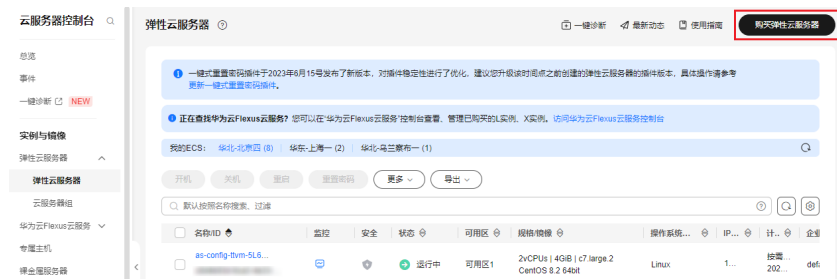 云服务器控制台
弹性云服务器
一键诊断
最新动态
使用指南
购买弹性云服务器
总览
事件
一键诊断 NEW
实例与镜像
弹性云服务器
弹性云服务器
云服务器组
华为云Flexus云服务
专属主机
裸金属服务器
一键式重置密码插件于2023年6月15号发布了新版本，对插件稳定性进行了优化，建议您升级该时间点之前创建的弹性云服务器的插件版本，具体操作请参考
更新一键式重置密码插件。
正在查找华为云Flexus云服务? 您可以在“华为云Flexus云服务”控制台查看、管理已购买的L实例、X实例。访问华为云Flexus云服务控制台
我的ECS: 华北-北京四 (8) 华东-上海一 (2) 华北-乌兰察布一 (1)
开机 关机 重启 重置密码 更多 导出
默认按照名称搜索、过滤
名称/ID 监控 安全 状态 可用区 规格/镜像 操作系统... IP... 计... 企业
as-config-ttvm-5L6... 运行中 可用区1 2vCPUs | 4GiB | c7.large.2 Linux 1... 按需... defa
CentOS 8.2 64bit 202...